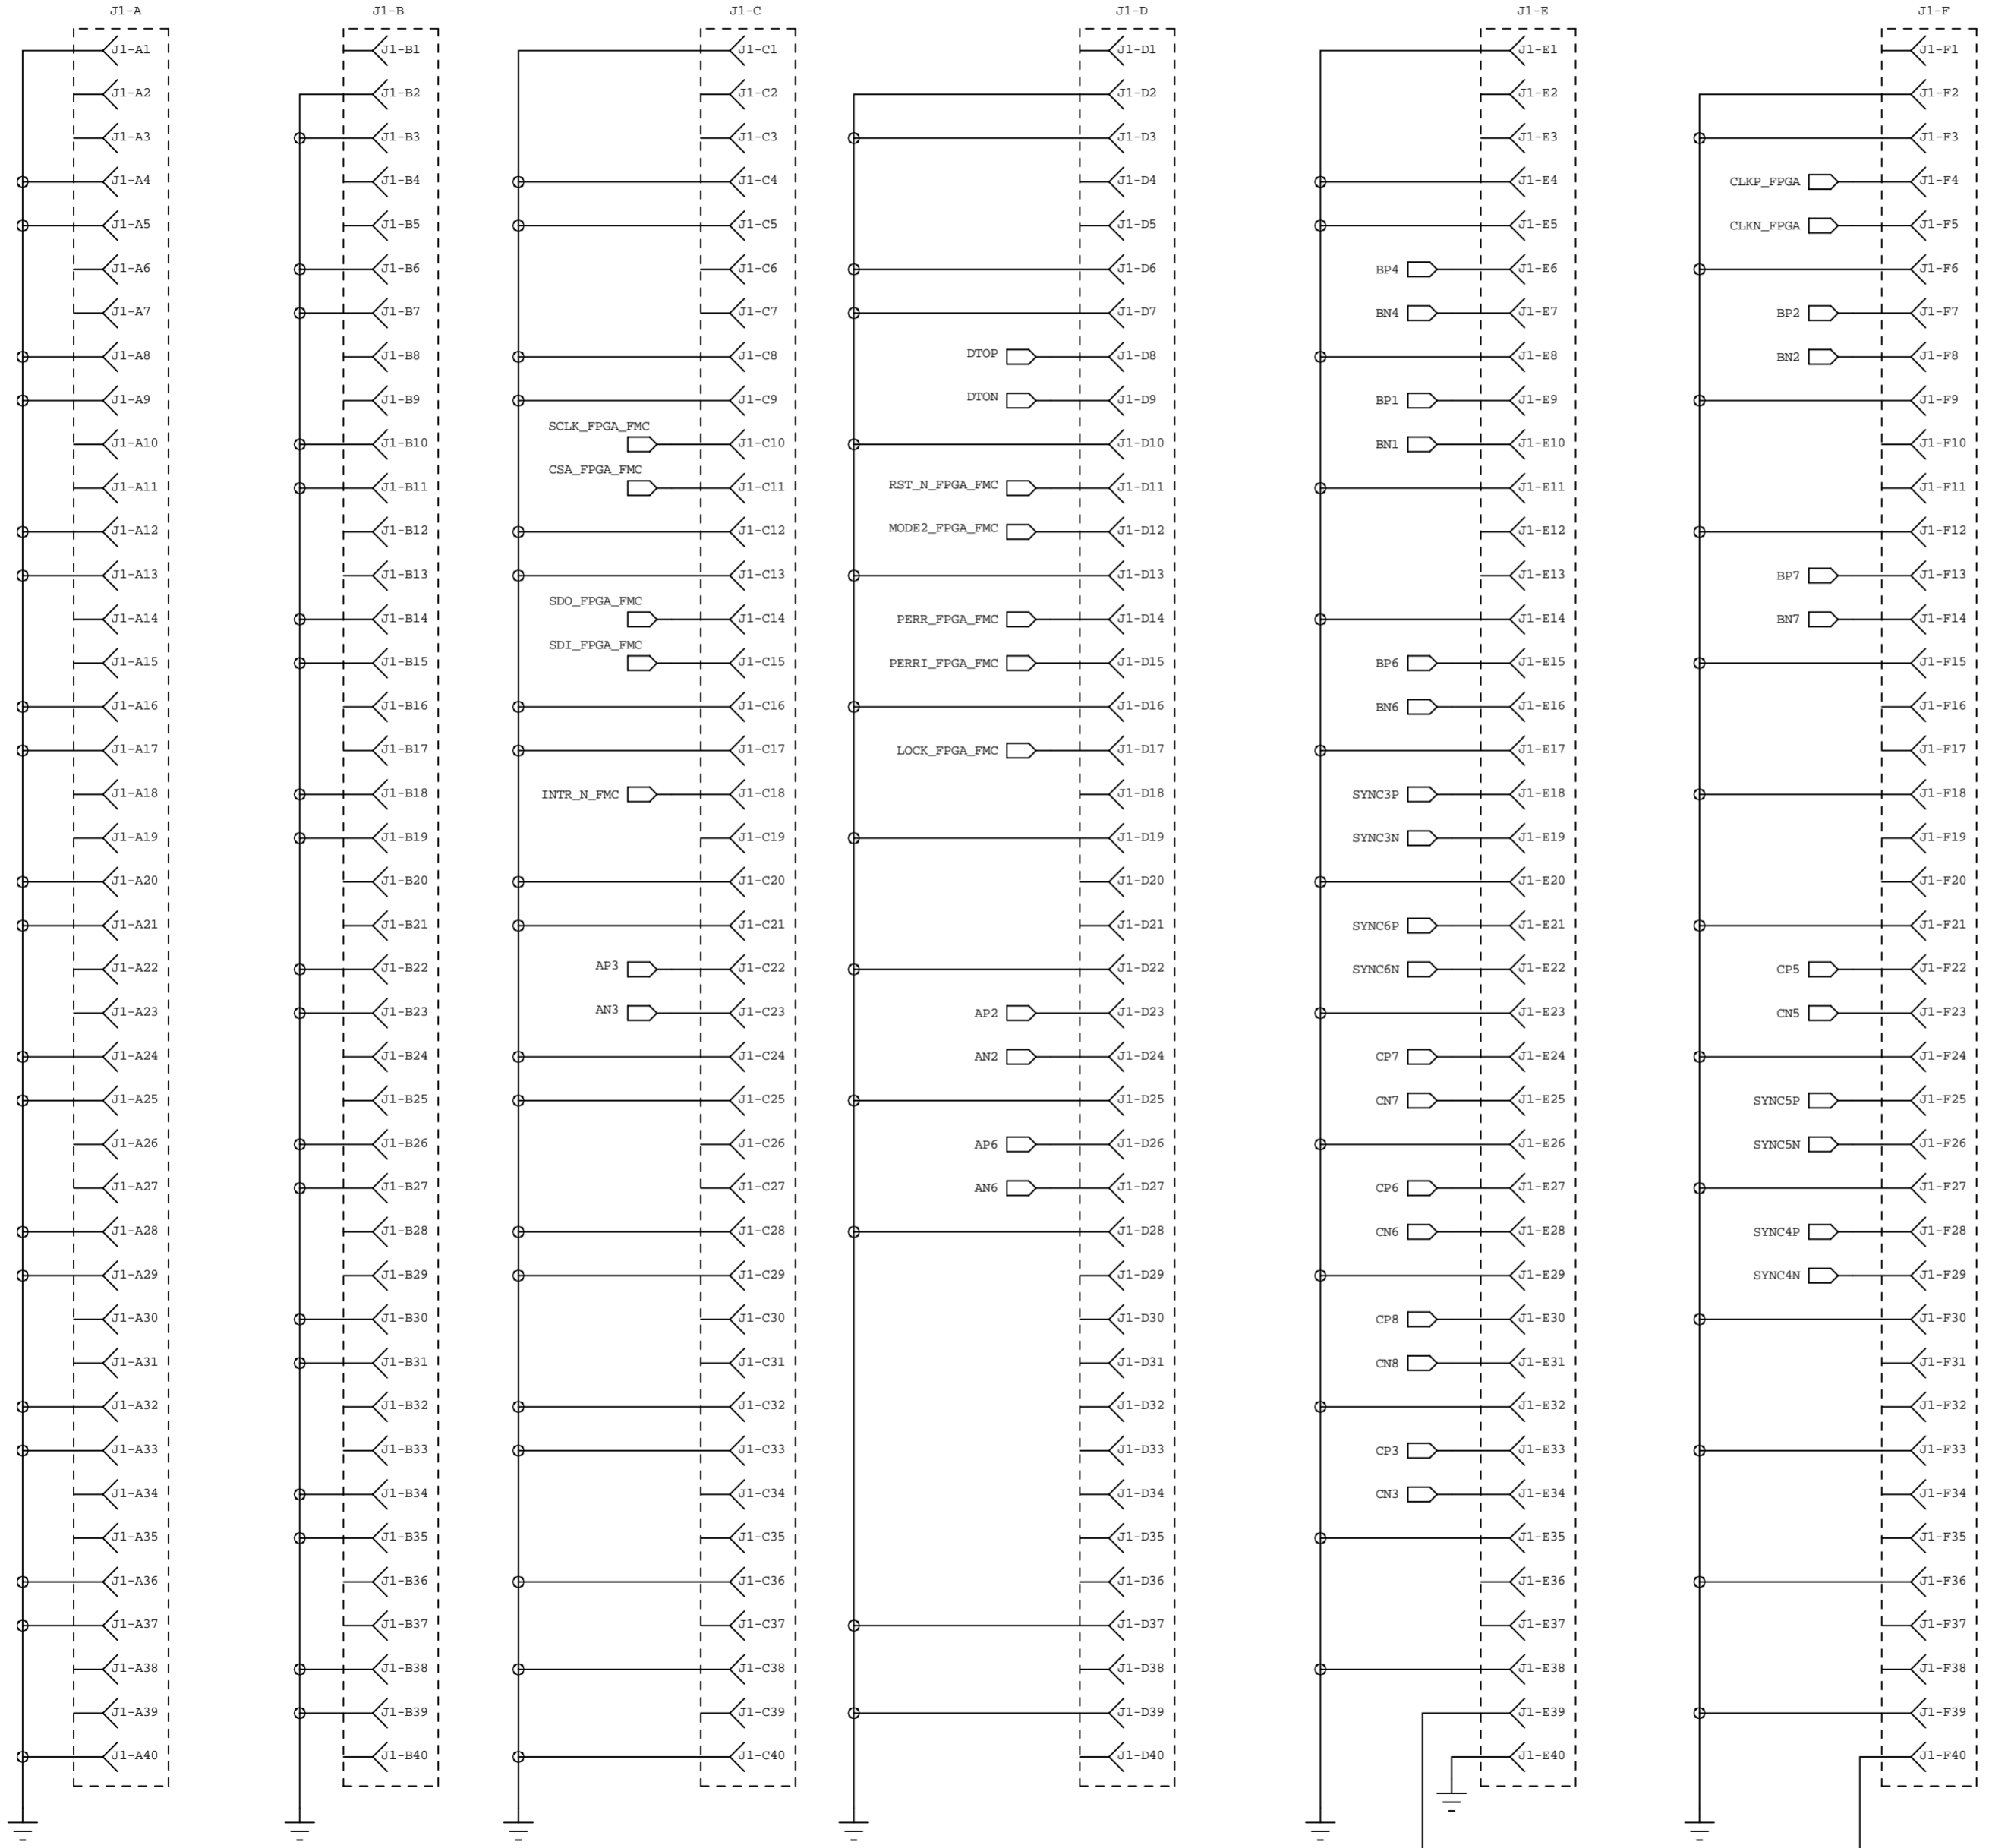 J1-A J1-B J1-C J1-D J1-E J1-F
J1-A1 J1-B1 J1-C1 J1-D1 J1-E1 J1-F1
J1-A2 J1-B2 J1-C2 J1-D2 J1-E2 J1-F2
J1-A3 J1-B3 J1-C3 J1-D3 J1-E3 J1-F3
J1-A4 J1-B4 J1-C4 J1-D4 J1-E4 CLKP_FPGA J1-F4
J1-A5 J1-B5 J1-C5 J1-D5 J1-E5 CLKN_FPGA J1-F5
J1-A6 J1-B6 J1-C6 J1-D6 BP4 J1-E6 J1-F6
J1-A7 J1-B7 J1-C7 J1-D7 BN4 J1-E7 BP2 J1-F7
J1-A8 J1-B8 J1-C8 DTOP J1-D8 J1-E8 BN2 J1-F8
J1-A9 J1-B9 J1-C9 DTON J1-D9 BP1 J1-E9 J1-F9
J1-A10 J1-B10 SCLK_FPGA_FMC J1-C10 J1-D10 BN1 J1-E10 J1-F10
J1-A11 J1-B11 CSA_FPGA_FMC J1-C11 RST_N_FPGA_FMC J1-D11 J1-E11 J1-F11
J1-A12 J1-B12 J1-C12 MODE2_FPGA_FMC J1-D12 J1-E12 J1-F12
J1-A13 J1-B13 J1-C13 J1-D13 J1-E13 BP7 J1-F13
J1-A14 J1-B14 SDO_FPGA_FMC J1-C14 PERR_FPGA_FMC J1-D14 J1-E14 BN7 J1-F14
J1-A15 J1-B15 SDI_FPGA_FMC J1-C15 PERRI_FPGA_FMC J1-D15 BP6 J1-E15 J1-F15
J1-A16 J1-B16 J1-C16 J1-D16 BN6 J1-E16 J1-F16
J1-A17 J1-B17 J1-C17 LOCK_FPGA_FMC J1-D17 J1-E17 J1-F17
J1-A18 J1-B18 INTR_N_FMC J1-C18 J1-D18 SYNC3P J1-E18 J1-F18
J1-A19 J1-B19 J1-C19 J1-D19 SYNC3N J1-E19 J1-F19
J1-A20 J1-B20 J1-C20 J1-D20 J1-E20 J1-F20
J1-A21 J1-B21 J1-C21 J1-D21 SYNC6P J1-E21 J1-F21
J1-A22 J1-B22 AP3 J1-C22 J1-D22 SYNC6N J1-E22 CP5 J1-F22
J1-A23 J1-B23 AN3 J1-C23 AP2 J1-D23 J1-E23 CN5 J1-F23
J1-A24 J1-B24 J1-C24 AN2 J1-D24 CP7 J1-E24 J1-F24
J1-A25 J1-B25 J1-C25 J1-D25 CN7 J1-E25 SYNC5P J1-F25
J1-A26 J1-B26 J1-C26 AP6 J1-D26 J1-E26 SYNC5N J1-F26
J1-A27 J1-B27 J1-C27 AN6 J1-D27 CP6 J1-E27 J1-F27
J1-A28 J1-B28 J1-C28 J1-D28 CN6 J1-E28 SYNC4P J1-F28
J1-A29 J1-B29 J1-C29 J1-D29 J1-E29 SYNC4N J1-F29
J1-A30 J1-B30 J1-C30 J1-D30 CP8 J1-E30 J1-F30
J1-A31 J1-B31 J1-C31 J1-D31 CN8 J1-E31 J1-F31
J1-A32 J1-B32 J1-C32 J1-D32 J1-E32 J1-F32
J1-A33 J1-B33 J1-C33 J1-D33 CP3 J1-E33 J1-F33
J1-A34 J1-B34 J1-C34 J1-D34 CN3 J1-E34 J1-F34
J1-A35 J1-B35 J1-C35 J1-D35 J1-E35 J1-F35
J1-A36 J1-B36 J1-C36 J1-D36 J1-E36 J1-F36
J1-A37 J1-B37 J1-C37 J1-D37 J1-E37 J1-F37
J1-A38 J1-B38 J1-C38 J1-D38 J1-E38 J1-F38
J1-A39 J1-B39 J1-C39 J1-D39 J1-E39 J1-F39
J1-A40 J1-B40 J1-C40 J1-D40 J1-E40 J1-F40